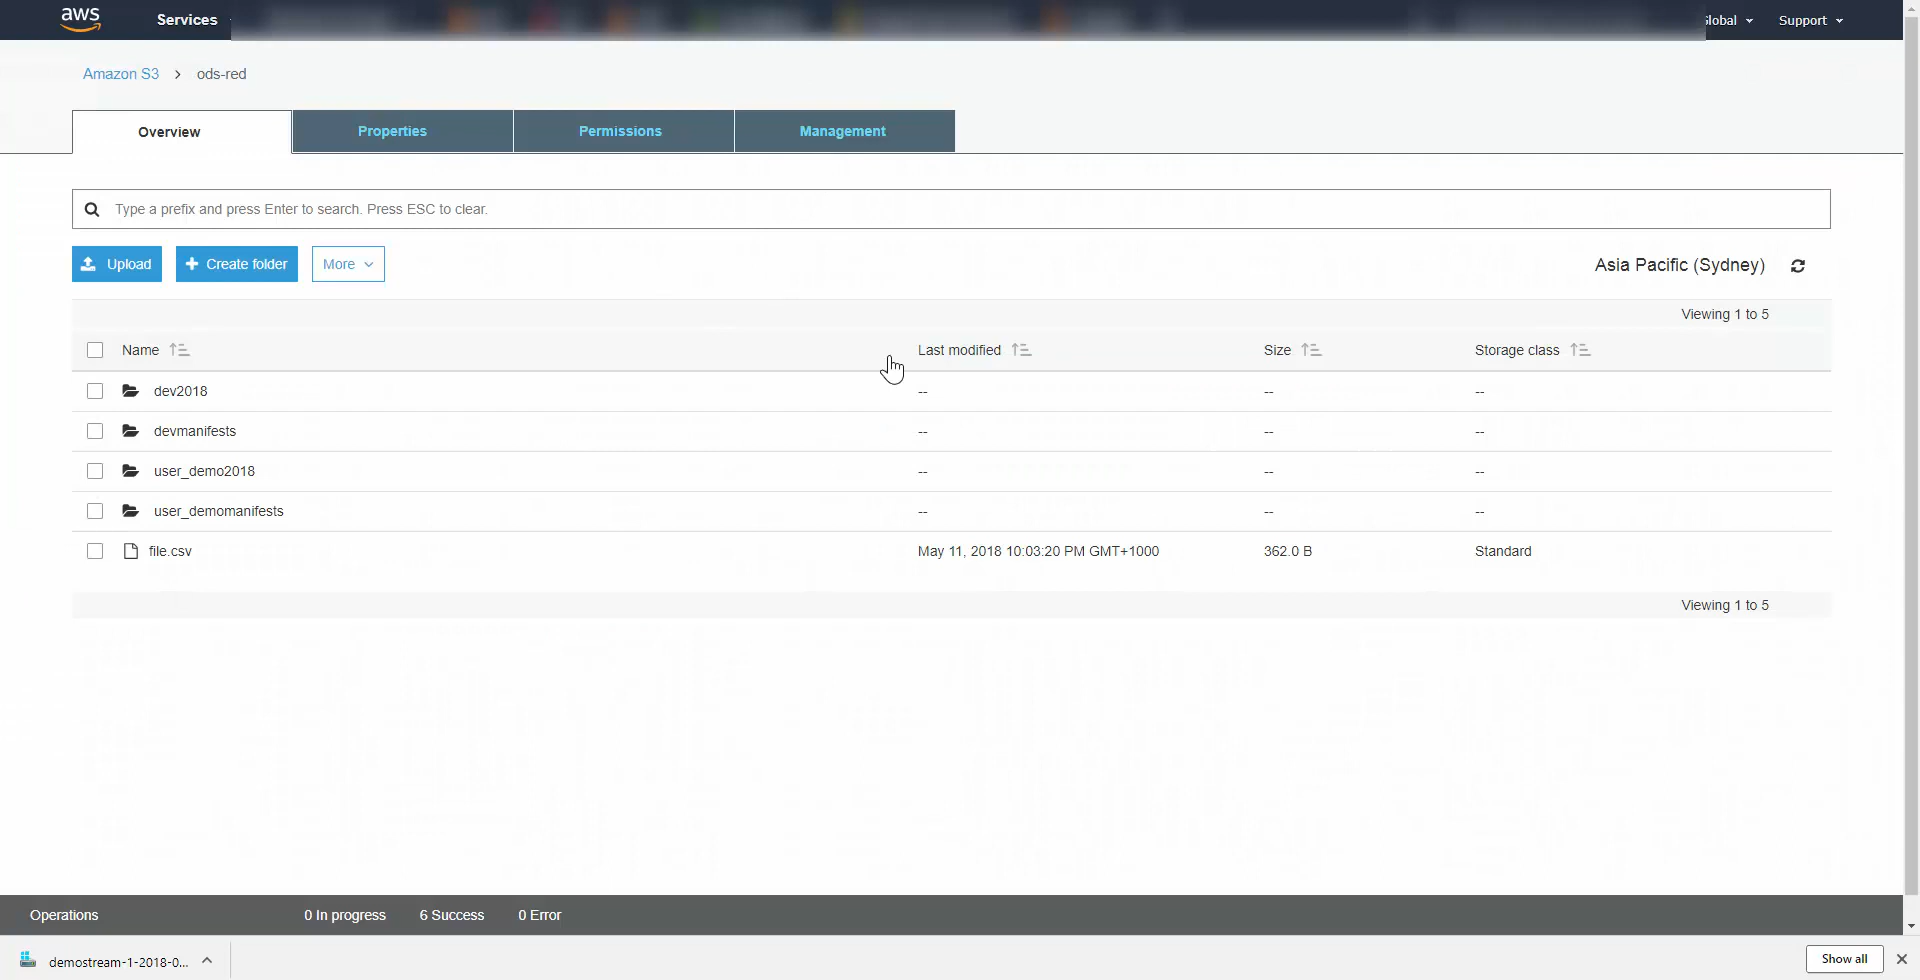 aws Services Support
Amazon S3 > ods-red
Overview Properties Permissions Management
Type a prefix and press Enter to search. Press ESC to clear.
Upload Create folder More Asia Pacific (Sydney)
Viewing 1 to 5
Name Last modified Size Storage class
dev2018 -- -- --
devmanifests -- -- --
user_demo2018 -- -- --
user_demomanifests -- -- --
file.csv May 11, 2018 10:03:20 PM GMT+1000 362.0 B Standard
Viewing 1 to 5
Operations 0 In progress 6 Success 0 Error
demostream-1-2018-0... Show all